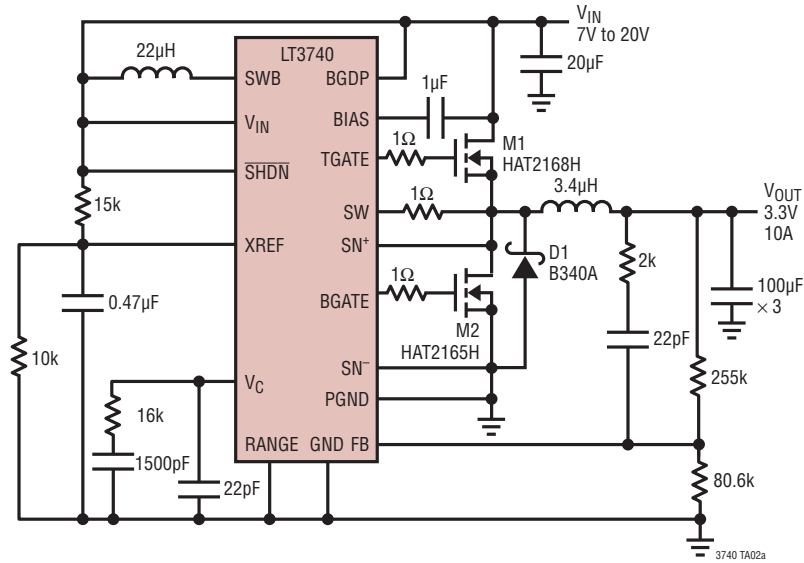 V_IN
7V to 20V
22µH
LT3740
SWB
BGDP
20µF
1µF
V_IN
BIAS
1Ω
TGATE
M1
HAT2168H
SHDN
15k
1Ω
3.4µH
V_OUT
3.3V
10A
SW
XREF
SN+
D1
B340A
2k
1Ω
0.47µF
BGATE
100µF
× 3
M2
HAT2165H
22pF
10k
SN−
255k
V_C
PGND
16k
RANGE
GND
FB
1500pF
22pF
80.6k
3740 TA02a